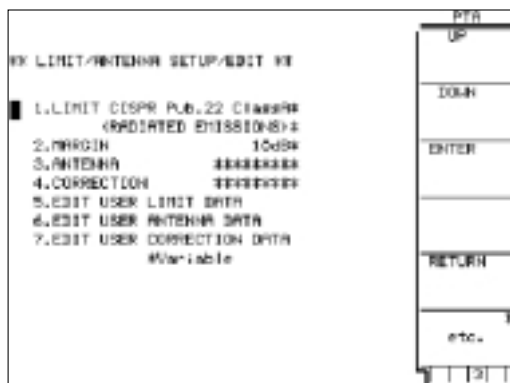 PTA
UP
** LIMIT/ANTENNA SETUP/EDIT **
DOWN
1.LIMIT CISPR Pub.22 ClassA*
(RADIATED EMISSIONS)*
2.MARGIN 10dB*
ENTER
3.ANTENNA *********
4.CORRECTION *********
5.EDIT USER LIMIT DATA
6.EDIT USER ANTENNA DATA
7.EDIT USER CORRECTION DATA
*Variable
RETURN
etc.
3